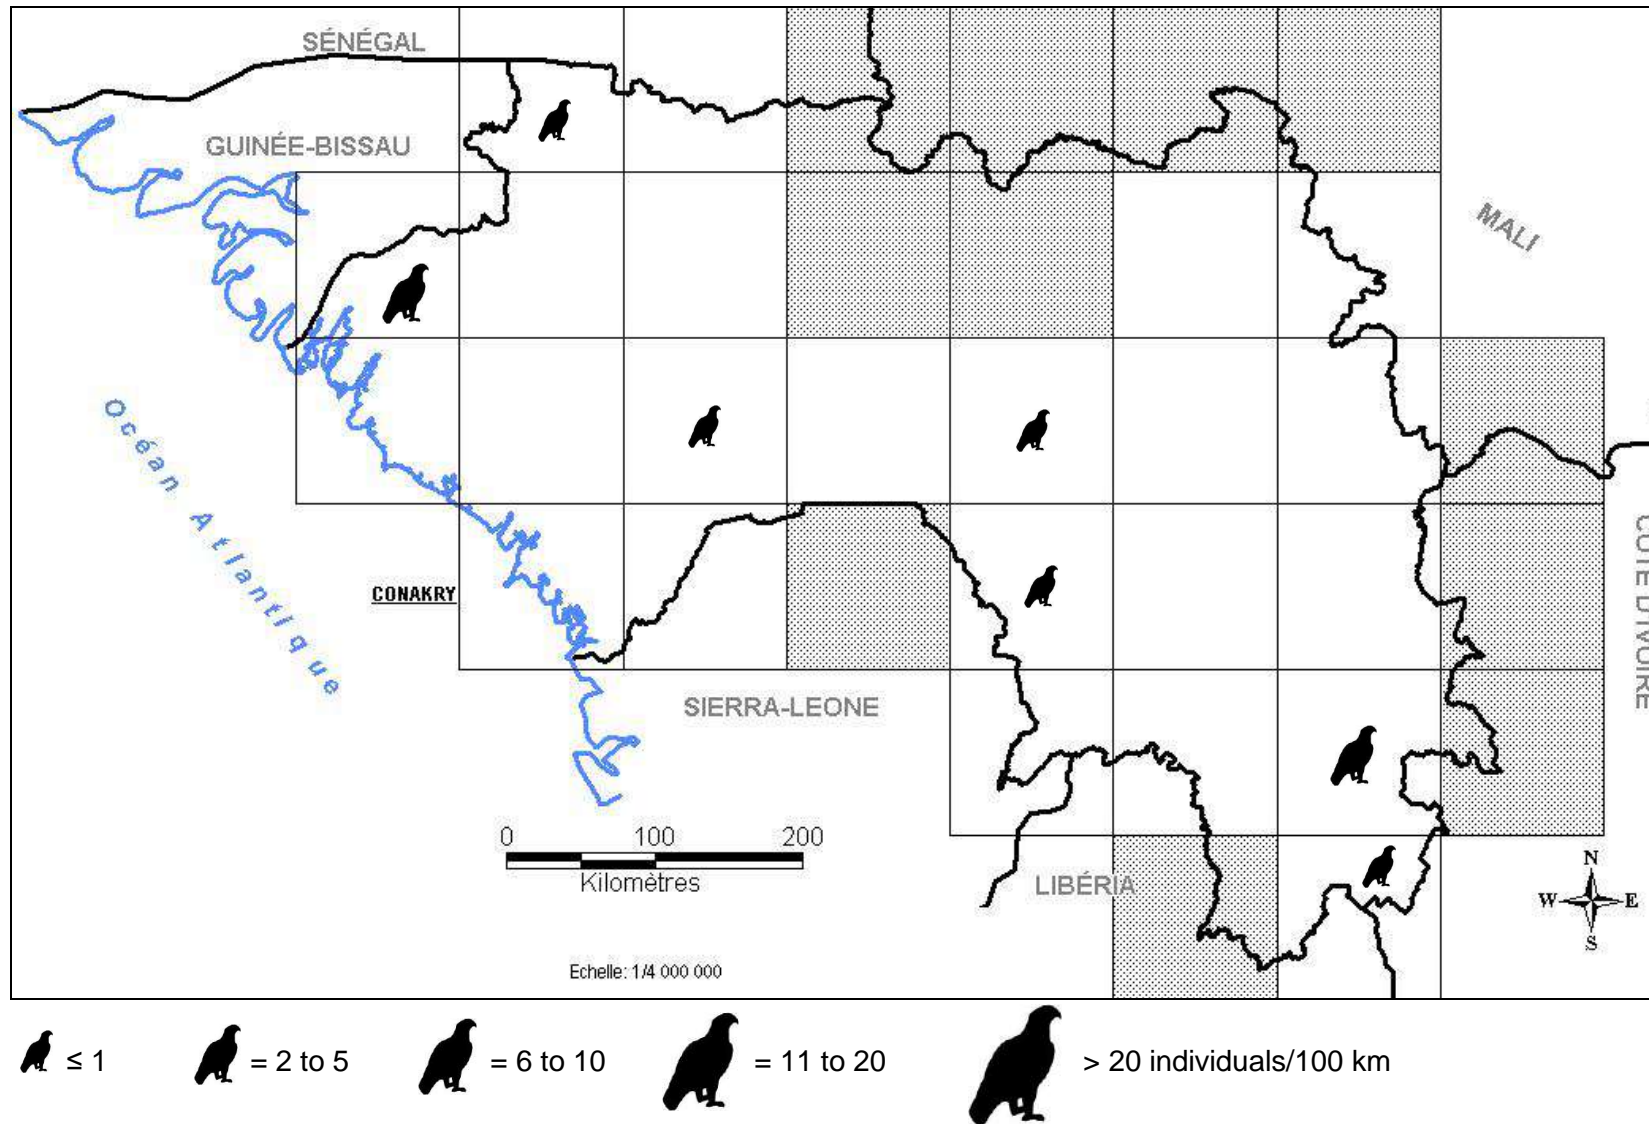 SÉNÉGAL
GUINÉE-BISSAU
MALI
Océan Atlantique
CONAKRY
CÔTE D'IVOIRE
SIERRA-LEONE
LIBÉRIA
0 100 200
Kilomètres
N
W E
S
Echelle: 1/4 000 000
≤ 1 = 2 to 5 = 6 to 10 = 11 to 20 > 20 individuals/100 km